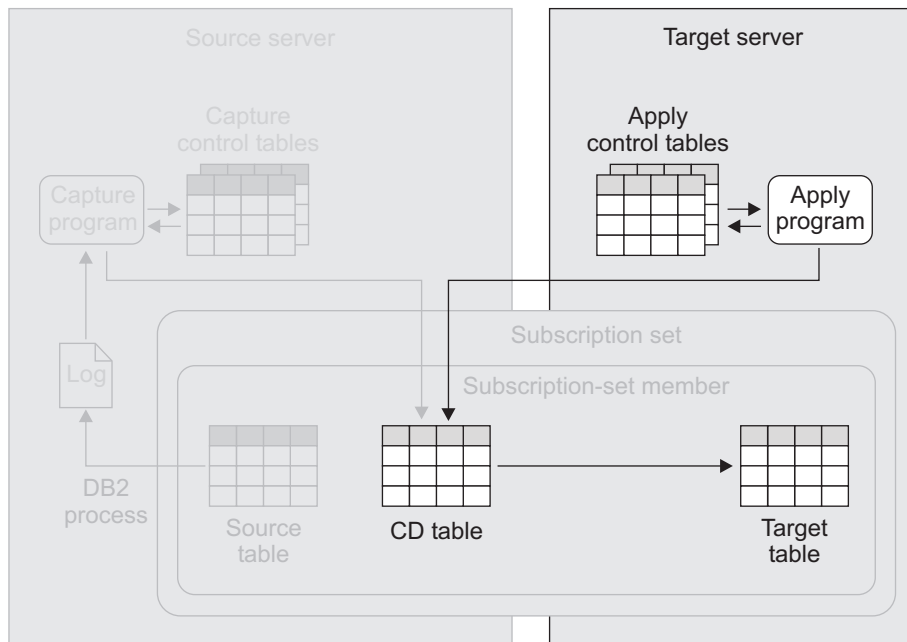 Source server
Target server
Capture
control tables
Apply
control tables
Capture
program
Apply
program
Subscription set
Log
Subscription-set member
DB2
process
Source
table
CD table
Target
table